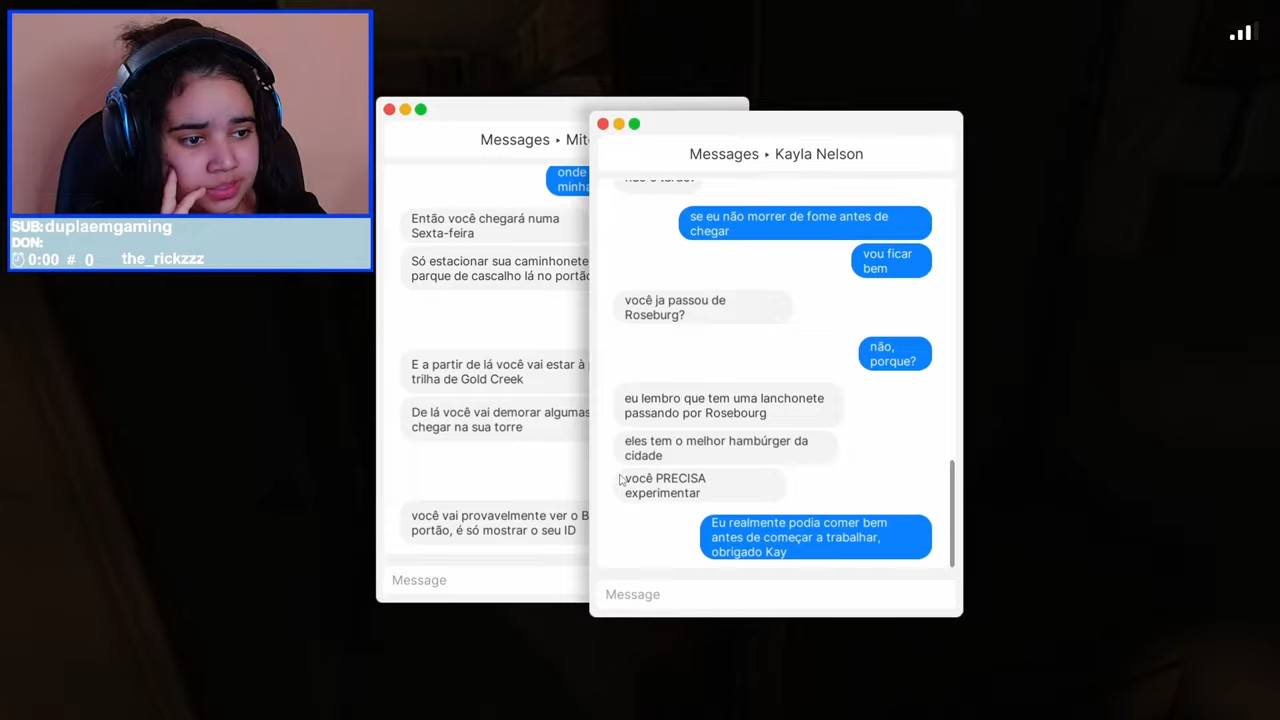 SUB:duplaemgaming
DON:
0:00 # 0 the_rickzzz
Messages ▸
onde
Então você chegará numa
Sexta-feira
Só estacionar sua caminhonete
parque de cascalho lá no
E a partir de lá você vai estar à
trilha de Gold Creek
De lá você vai demorar algumas
chegar na sua torre
você vai provavelmente ver o
portão, é só mostrar o seu ID
Message
Messages ▸ Kayla Nelson
se eu não morrer de fome antes de
chegar
vou ficar
bem
você ja passou de
Roseburg?
não,
porque?
eu lembro que tem uma lanchonete
passando por Rosebourg
eles tem o melhor hambúrger da
cidade
você PRECISA
experimentar
Eu realmente podia comer bem
antes de começar a trabalhar,
obrigado Kay
Message